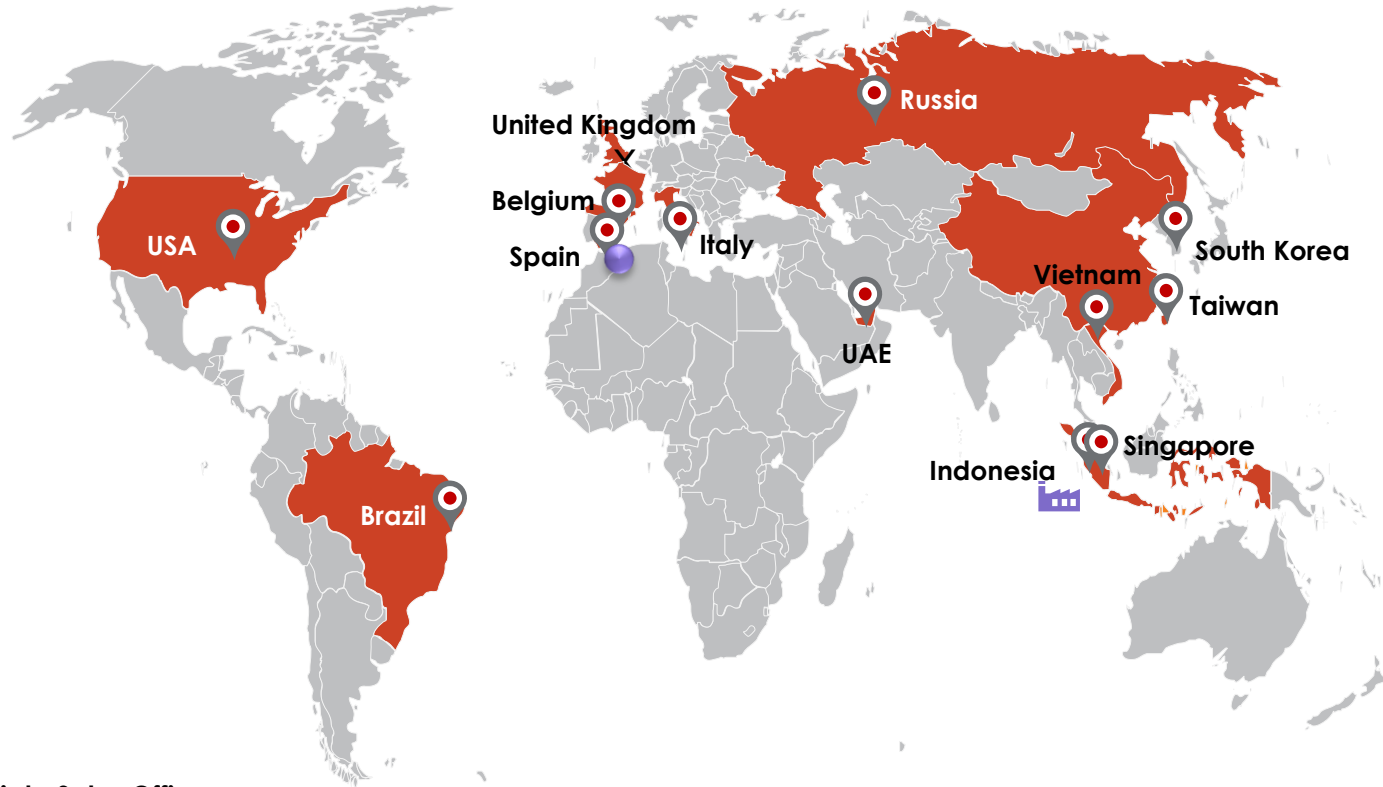 United Kingdom
Russia
Belgium
USA
Italy
Spain
South Korea
Vietnam
Taiwan
UAE
Singapore
Indonesia
Brazil